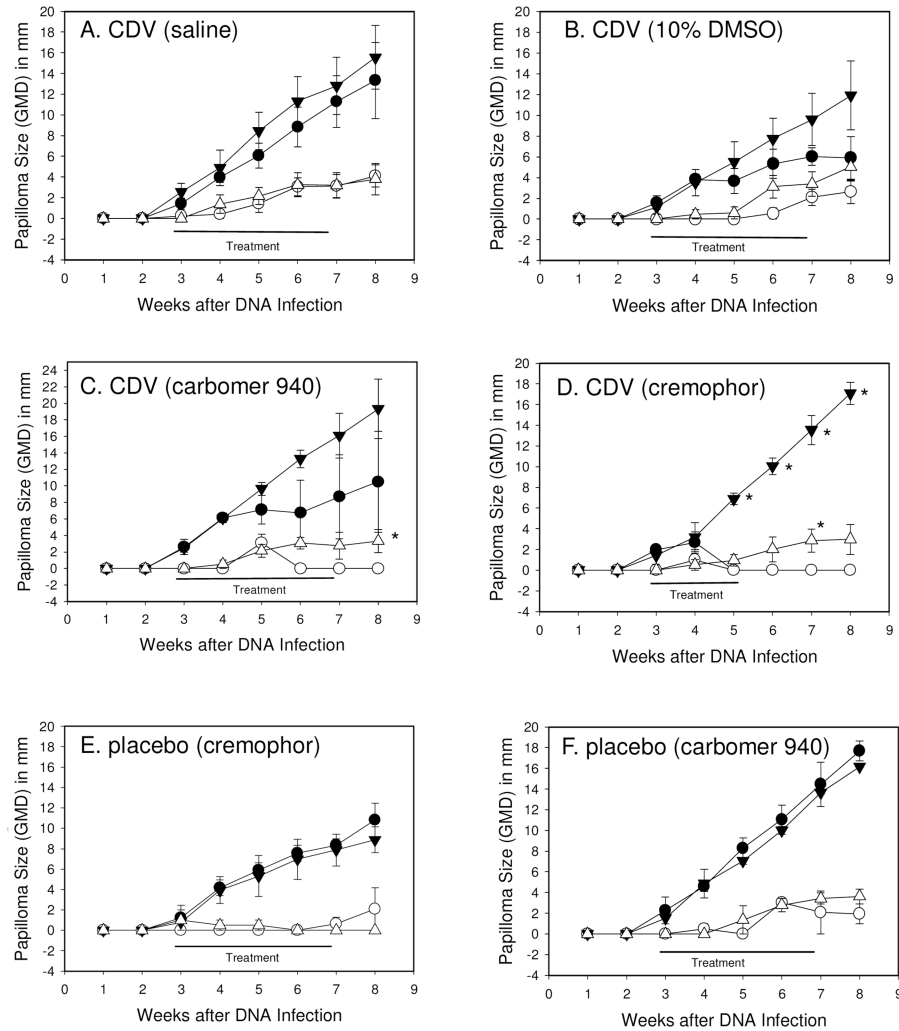 A. CDV (saline)
Papilloma Size (GMD) in mm
20
18
16
14
12
10
8
6
4
2
0
-2
-4
Treatment
0 1 2 3 4 5 6 7 8 9
Weeks after DNA Infection
B. CDV (10% DMSO)
Papilloma Size (GMD) in mm
20
18
16
14
12
10
8
6
4
2
0
-2
-4
Treatment
0 1 2 3 4 5 6 7 8 9
Weeks after DNA Infection
C. CDV (carbomer 940)
Papilloma Size (GMD) in mm
24
22
20
18
16
14
12
10
8
6
4
2
0
-2
-4
*
Treatment
0 1 2 3 4 5 6 7 8 9
Weeks after DNA Infection
D. CDV (cremophor)
Papilloma Size (GMD) in mm
20
18
16
14
12
10
8
6
4
2
0
-2
-4
*
*
*
*
*
Treatment
0 1 2 3 4 5 6 7 8 9
Weeks after DNA Infection
E. placebo (cremophor)
Papilloma Size (GMD) in mm
20
18
16
14
12
10
8
6
4
2
0
-2
-4
Treatment
0 1 2 3 4 5 6 7 8 9
Weeks after DNA Infection
F. placebo (carbomer 940)
Papilloma Size (GMD) in mm
20
18
16
14
12
10
8
6
4
2
0
-2
-4
Treatment
0 1 2 3 4 5 6 7 8 9
Weeks after DNA Infection